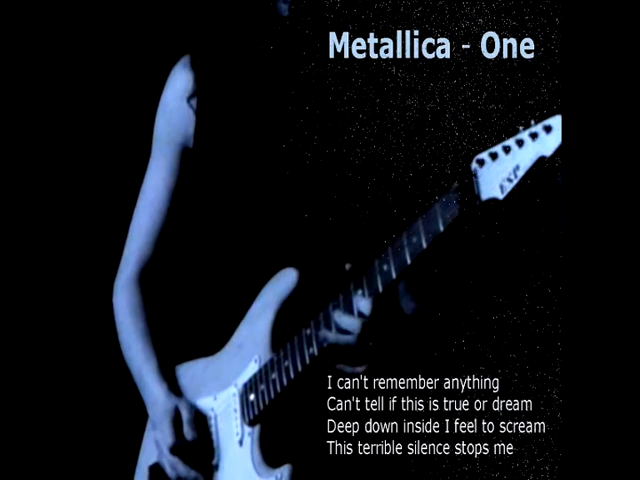 Metallica - One
ESP
I can't remember anything
Can't tell if this is true or dream
Deep down inside I feel to scream
This terrible silence stops me